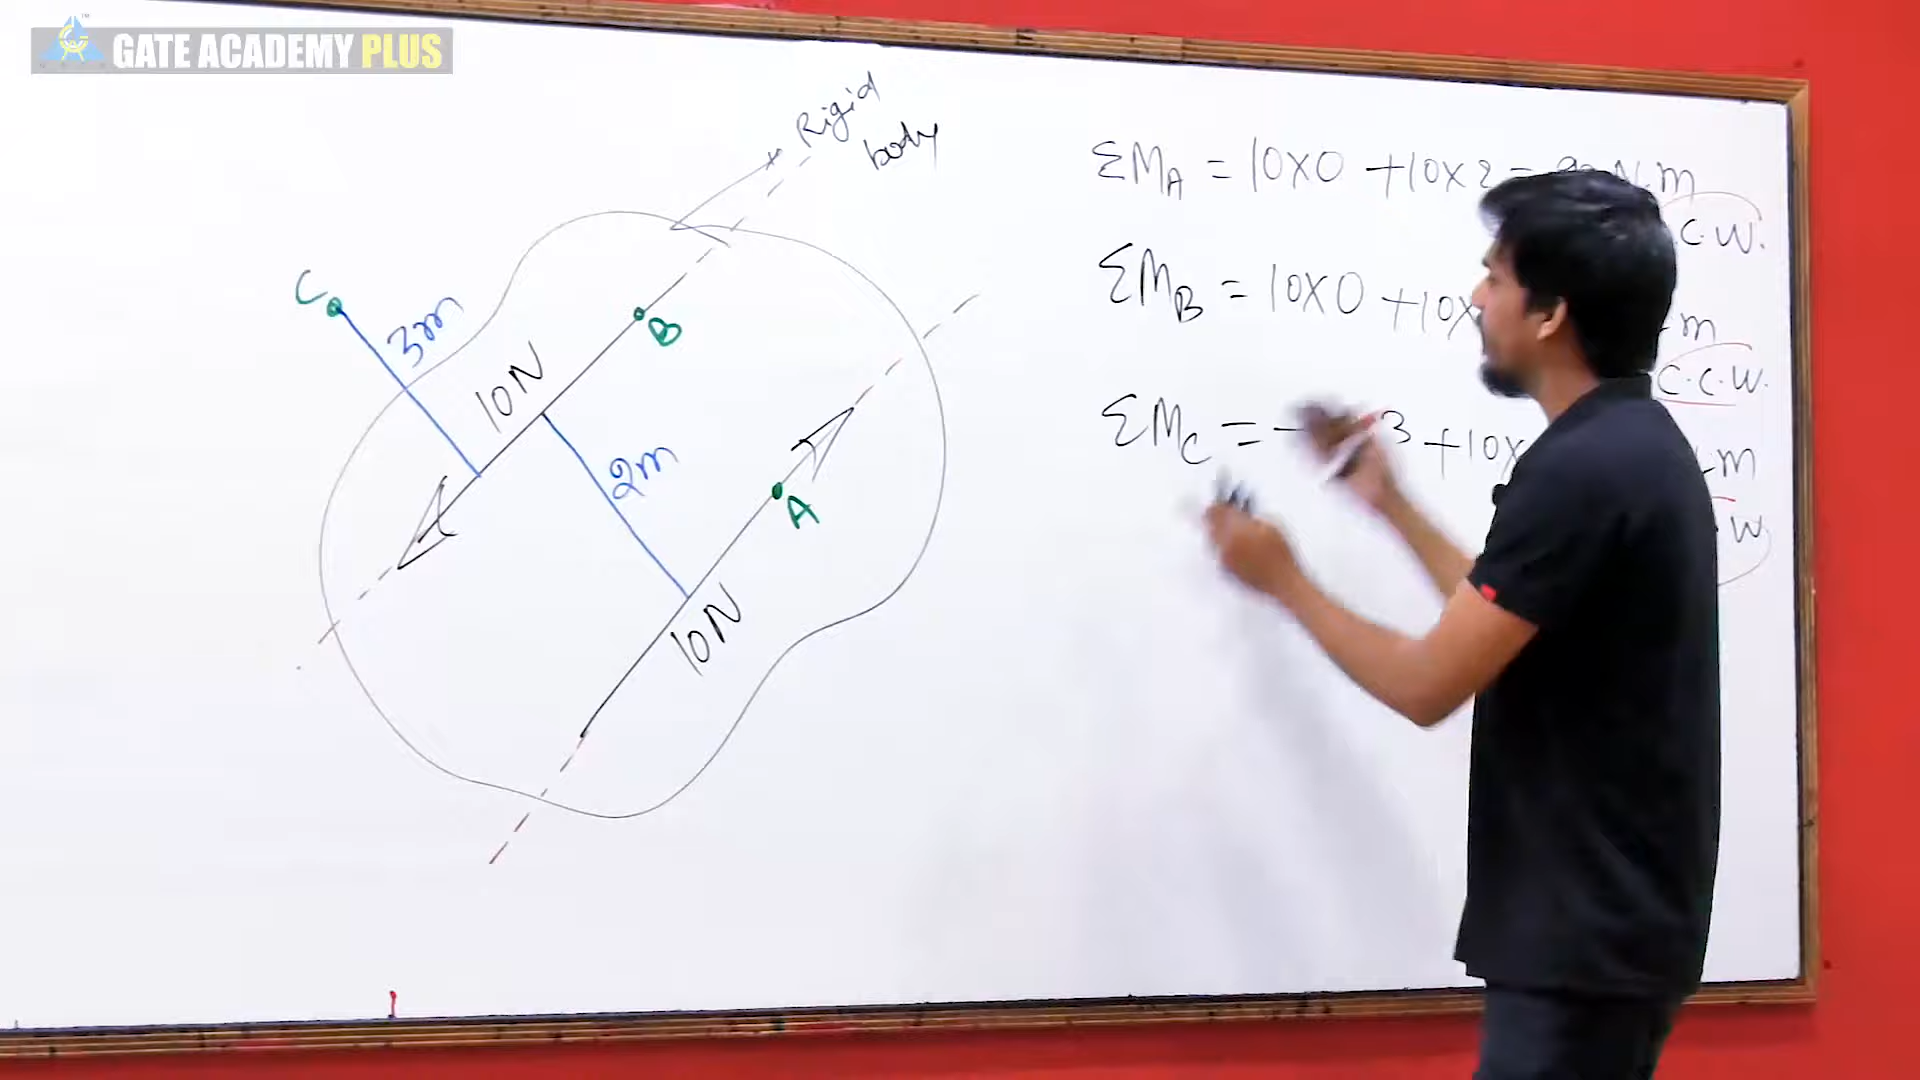 GATE ACADEMY PLUS
Rigid
body
C
3m
10N
B
2m
A
10N
ΣM_A = 10×0 +10×2 = N.m
C.W.
ΣM_B = 10×0 +10×
m
C.C.W.
ΣM_C = - 3 +10×
m
W